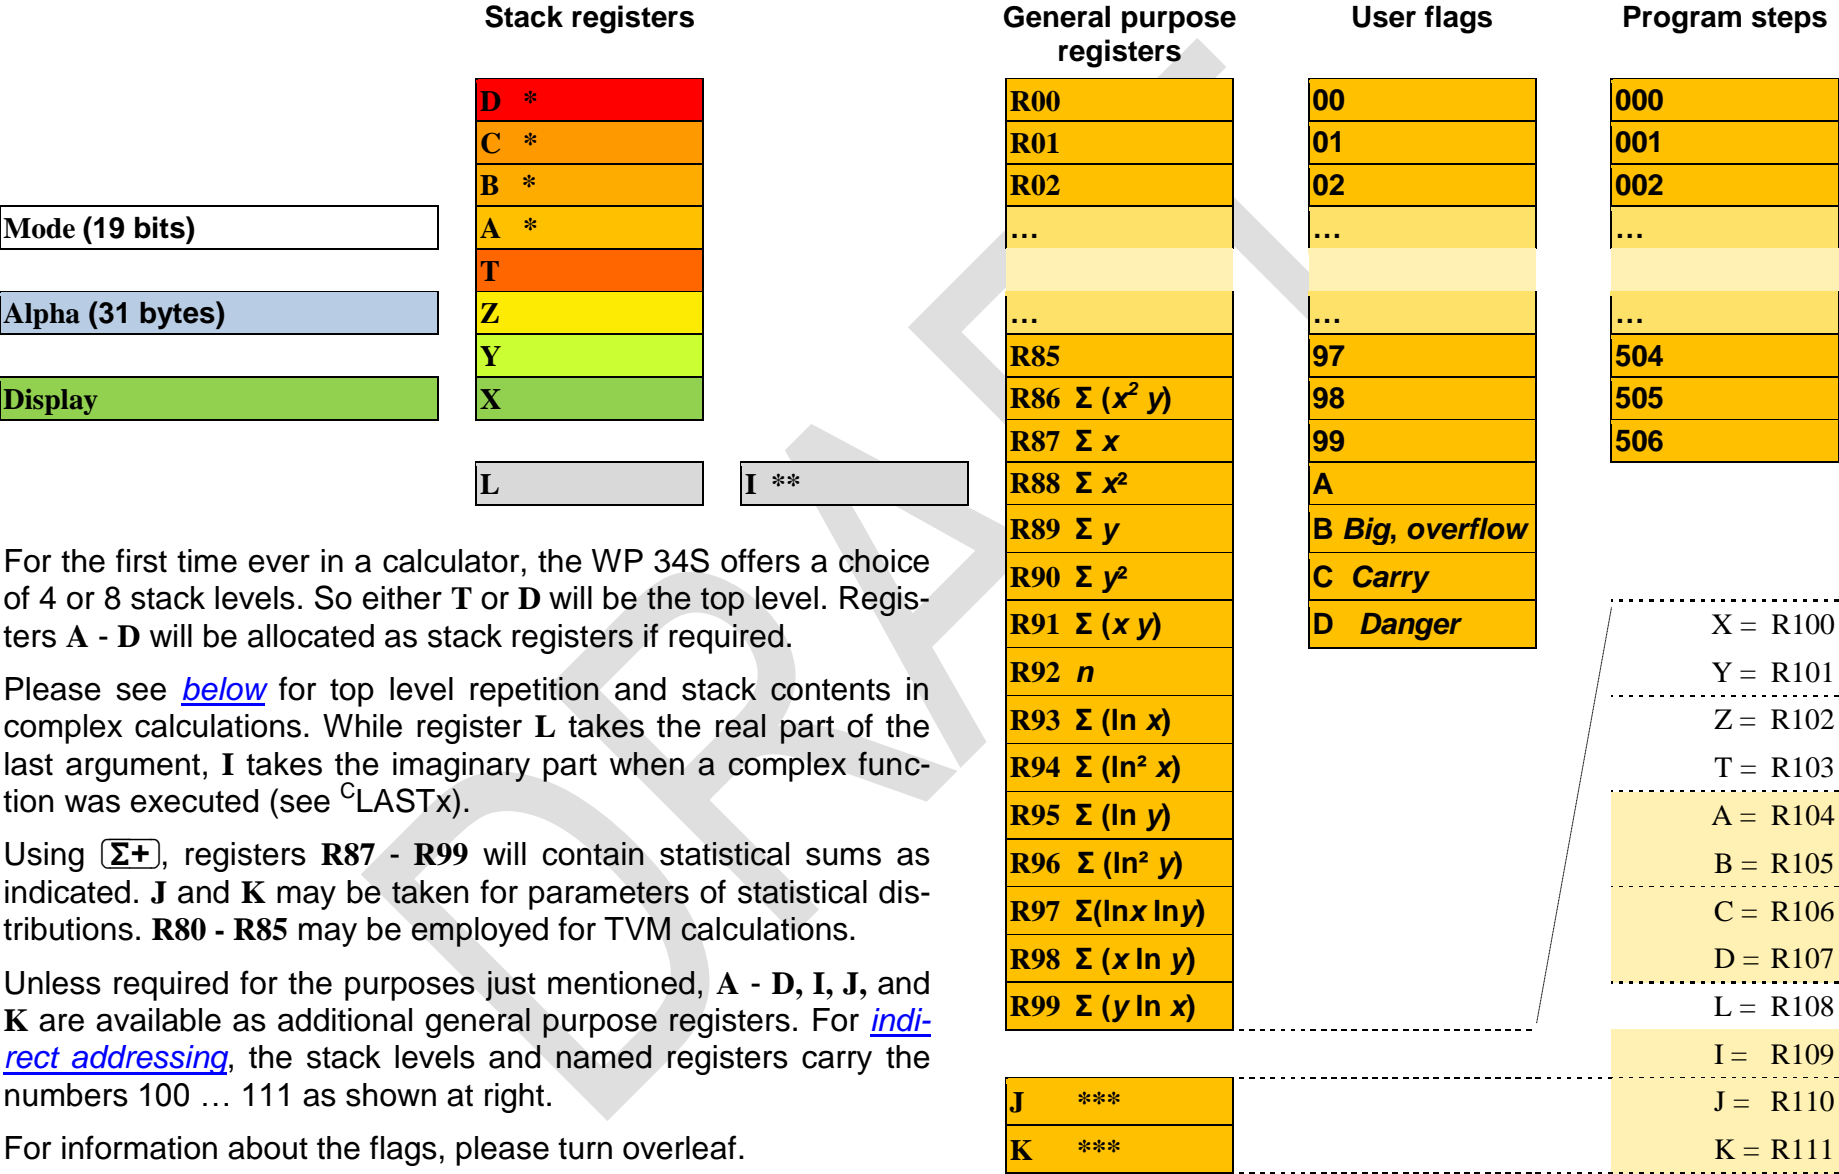 Stack registers
General purpose
registers
User flags
Program steps
D *
C *
B *
A *
T
Z
Y
X
L
I **
Mode (19 bits)
Alpha (31 bytes)
Display
R00
R01
R02
…
…
R85
R86 Σ (x² y)
R87 Σ x
R88 Σ x²
R89 Σ y
R90 Σ y²
R91 Σ (x y)
R92 n
R93 Σ (ln x)
R94 Σ (ln² x)
R95 Σ (ln y)
R96 Σ (ln² y)
R97 Σ(lnx lny)
R98 Σ (x ln y)
R99 Σ (y ln x)
J ***
K ***
00
01
02
…
…
97
98
99
A
B Big, overflow
C Carry
D Danger
000
001
002
…
…
504
505
506
X = R100
Y = R101
Z = R102
T = R103
A = R104
B = R105
C = R106
D = R107
L = R108
I = R109
J = R110
K = R111
For the first time ever in a calculator, the WP 34S offers a choice
of 4 or 8 stack levels. So either T or D will be the top level. Regis-
ters A - D will be allocated as stack registers if required.
Please see below for top level repetition and stack contents in
complex calculations. While register L takes the real part of the
last argument, I takes the imaginary part when a complex func-
tion was executed (see ᶜLASTx).
Using Σ+, registers R87 - R99 will contain statistical sums as
indicated. J and K may be taken for parameters of statistical dis-
tributions. R80 - R85 may be employed for TVM calculations.
Unless required for the purposes just mentioned, A - D, I, J, and
K are available as additional general purpose registers. For indi-
rect addressing, the stack levels and named registers carry the
numbers 100 … 111 as shown at right.
For information about the flags, please turn overleaf.
DRAFT